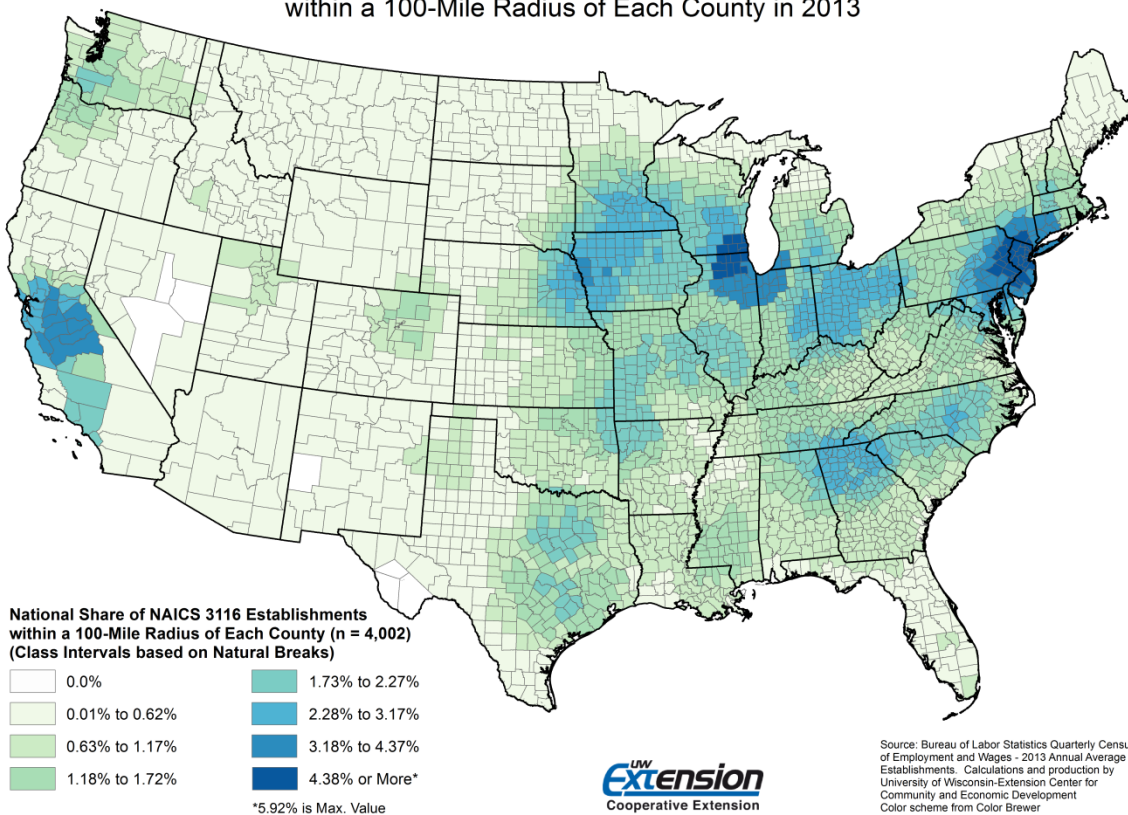 within a 100-Mile Radius of Each County in 2013
National Share of NAICS 3116 Establishments
within a 100-Mile Radius of Each County (n = 4,002)
(Class Intervals based on Natural Breaks)
0.0%
0.01% to 0.62%
0.63% to 1.17%
1.18% to 1.72%
1.73% to 2.27%
2.28% to 3.17%
3.18% to 4.37%
4.38% or More*
*5.92% is Max. Value
UW
Extension
Cooperative Extension
Source: Bureau of Labor Statistics Quarterly Census
of Employment and Wages - 2013 Annual Average
Establishments. Calculations and production by
University of Wisconsin-Extension Center for
Community and Economic Development
Color scheme from Color Brewer